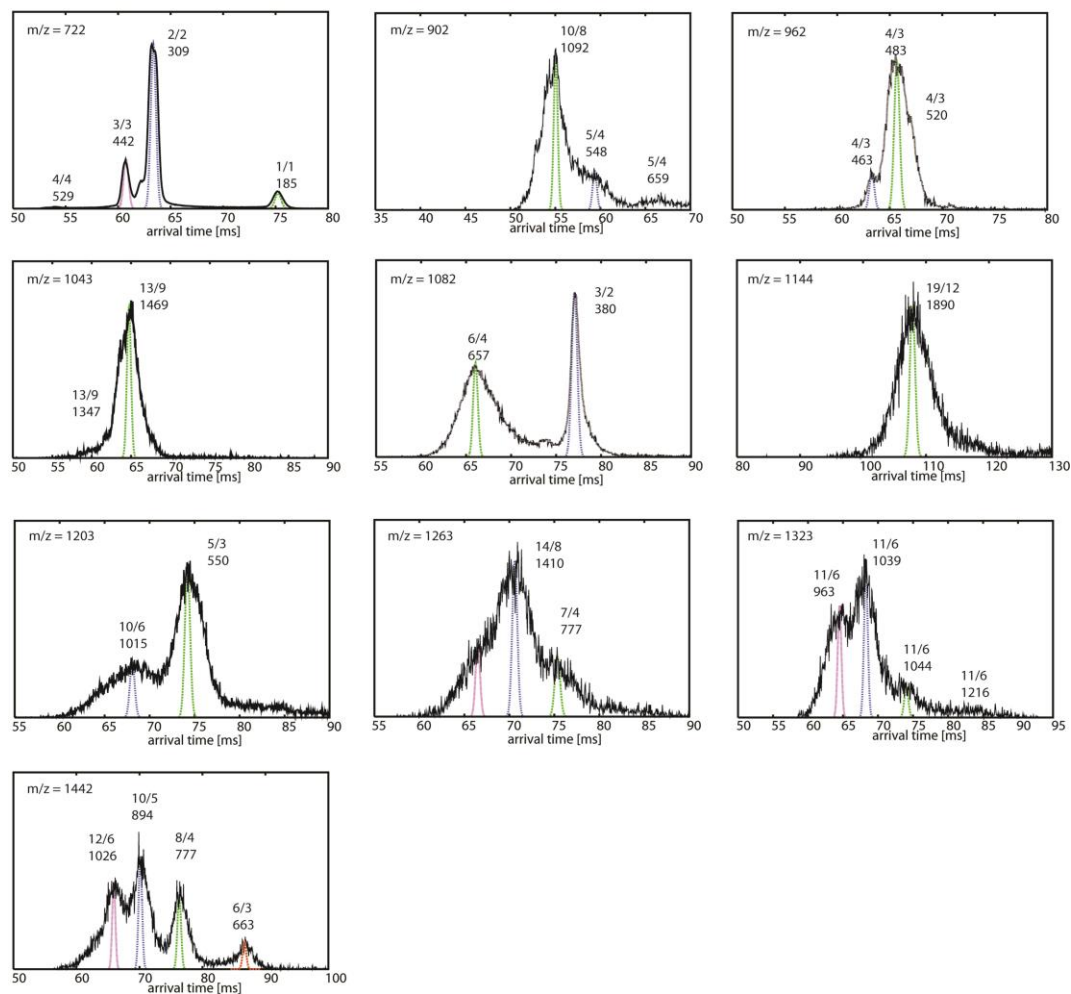 m/z = 722
2/2
309
3/3
442
4/4
529
1/1
185
50 55 60 65 70 75 80
arrival time [ms]
m/z = 902
10/8
1092
5/4
548
5/4
659
35 40 45 50 55 60 65 70
arrival time [ms]
m/z = 962
4/3
483
4/3
520
4/3
463
50 55 60 65 70 75 80
arrival time [ms]
m/z = 1043
13/9
1469
13/9
1347
50 55 60 65 70 75 80 85 90
arrival time [ms]
m/z = 1082
3/2
380
6/4
657
55 60 65 70 75 80 85 90
arrival time [ms]
m/z = 1144
19/12
1890
80 90 100 110 120 130
arrival time [ms]
m/z = 1203
5/3
550
10/6
1015
55 60 65 70 75 80 85 90
arrival time [ms]
m/z = 1263
14/8
1410
7/4
777
55 60 65 70 75 80 85 90
arrival time [ms]
m/z = 1323
11/6
1039
11/6
963
11/6
1044
11/6
1216
50 55 60 65 70 75 80 85 90 95
arrival time [ms]
m/z = 1442
10/5
894
12/6
1026
8/4
777
6/3
663
50 60 70 80 90 100
arrival time [ms]